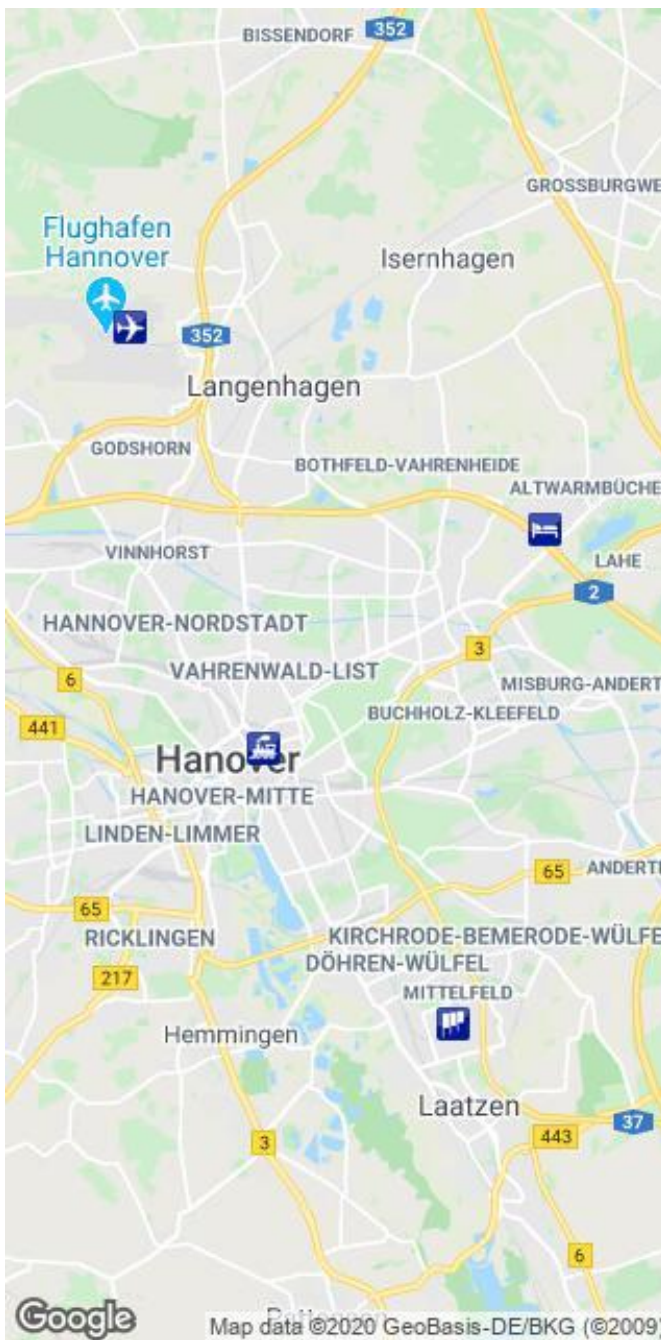 BISSENDORF
352
GROSSBURGWE
Flughafen
Hannover
Isernhagen
352
Langenhagen
GODSHORN
BOTHFELD-VAHRENHEIDE
ALTWARMBÜCHE
VINNHORST
LAHE
2
HANNOVER-NORDSTADT
3
VAHRENWALD-LIST
6
MISBURG-ANDERT
BUCHHOLZ-KLEEFELD
441
Hanover
HANOVER-MITTE
LINDEN-LIMMER
65
ANDERT
65
RICKLINGEN
KIRCHRODE-BEMERODE-WÜLFE
DÖHREN-WÜLFEL
217
MITTELFELD
Hemmingen
Laatzen
37
443
3
6
Google
Map data ©2020 GeoBasis-DE/BKG (©2009)